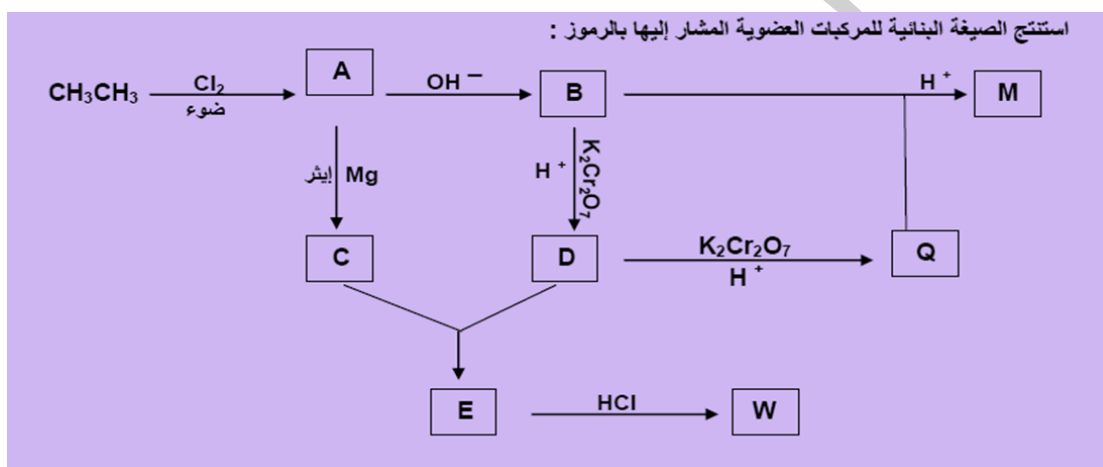 استنتج الصيغة البنائية للمركبات العضوية المشار إليها بالرموز :
CH₃CH₃
Cl₂
ضوء
A
OH ⁻
B
H ⁺
M
إيثر
Mg
H ⁺
K₂Cr₂O₇
C
D
K₂Cr₂O₇
H ⁺
Q
E
HCl
W